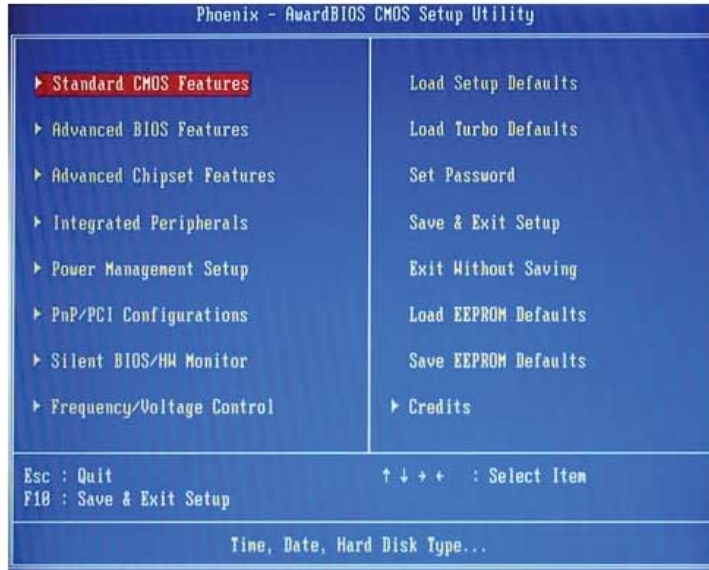 Phoenix - AwardBIOS CMOS Setup Utility
Standard CMOS Features
Advanced BIOS Features
Advanced Chipset Features
Integrated Peripherals
Power Management Setup
PnP/PCI Configurations
Silent BIOS/HW Monitor
Frequency/Voltage Control
Load Setup Defaults
Load Turbo Defaults
Set Password
Save & Exit Setup
Exit Without Saving
Load EEPROM Defaults
Save EEPROM Defaults
Credits
Esc : Quit
F10 : Save & Exit Setup
↑ ↓ → ← : Select Item
Time, Date, Hard Disk Type...